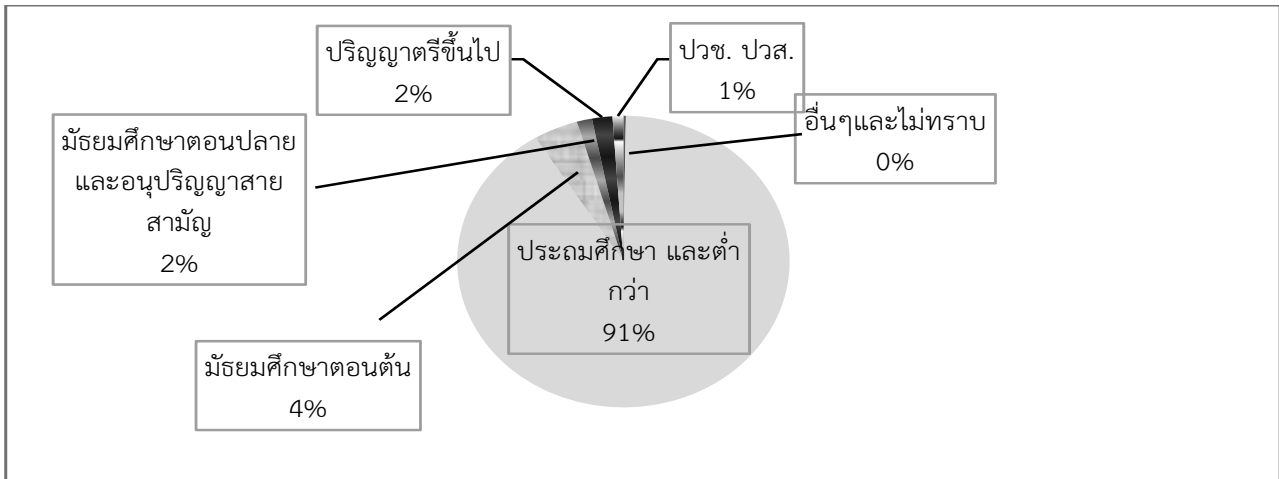 ปริญญาตรีขึ้นไป
2%
ปวช. ปวส.
1%
อื่นๆและไม่ทราบ
0%
มัธยมศึกษาตอนปลาย
และอนุปริญญาสาย
สามัญ
2%
ประถมศึกษา และต่ำ
กว่า
91%
มัธยมศึกษาตอนต้น
4%